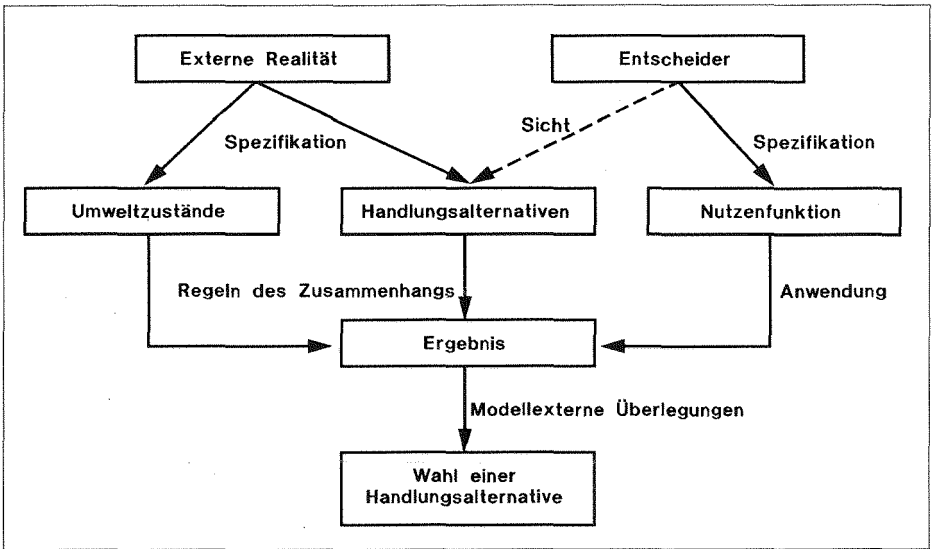 Externe Realität
Entscheider
Sicht
Spezifikation
Spezifikation
Umweltzustände
Handlungsalternativen
Nutzenfunktion
Regeln des Zusammenhangs
Anwendung
Ergebnis
Modellexterne Überlegungen
Wahl einer
Handlungsalternative